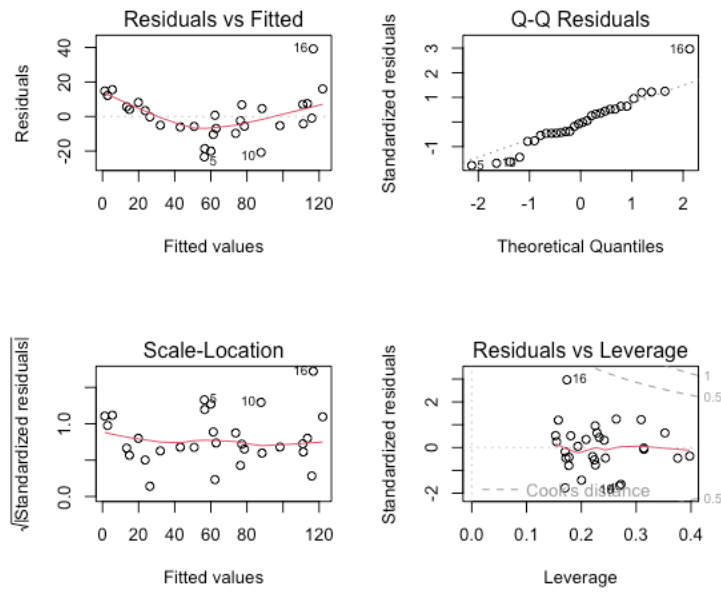 Residuals vs Fitted
Residuals
-20 0 20 40
16
5
10
0 20 40 60 80 100 120
Fitted values
Q-Q Residuals
Standardized residuals
-1 1 2 3
16
5
-2 -1 0 1 2
Theoretical Quantiles
Scale-Location
√|Standardized residuals|
0.0 1.0
16
5
10
0 20 40 60 80 100 120
Fitted values
Residuals vs Leverage
Standardized residuals
-2 0 2
16
1
0.5
0.5
Cook's distance
0.0 0.1 0.2 0.3 0.4
Leverage